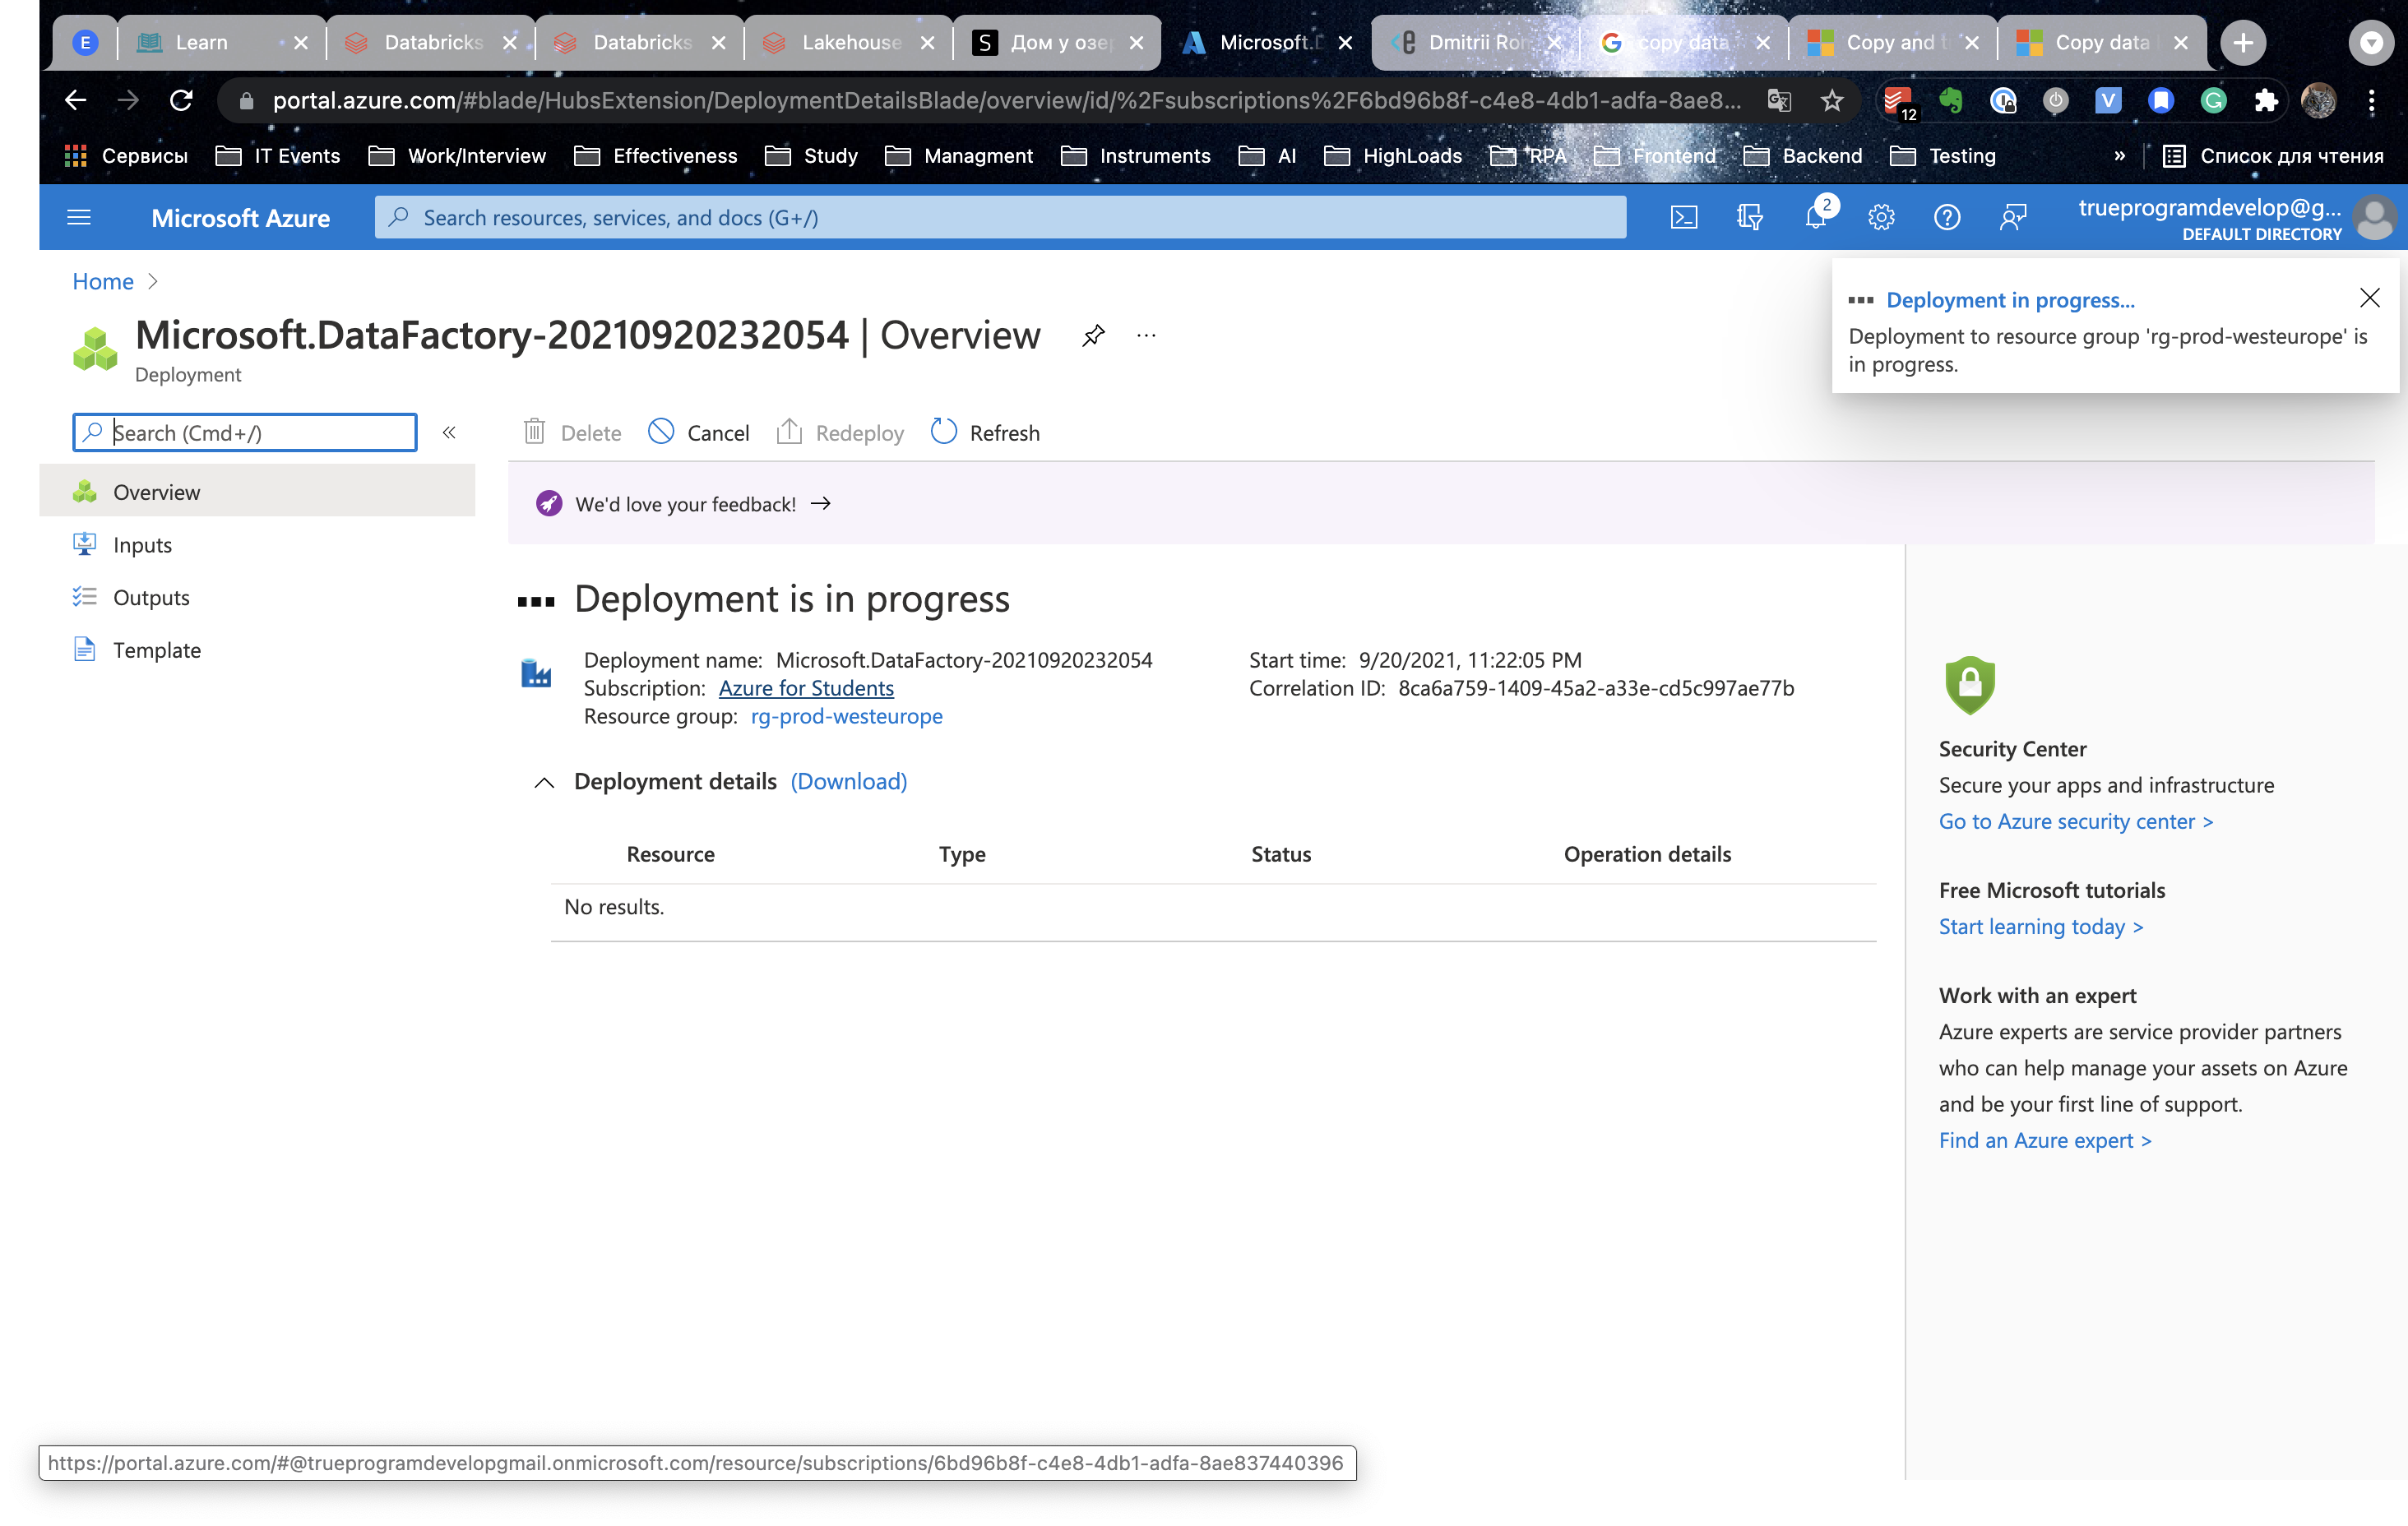 E
Learn
Databricks
Databricks
Lakehouse
S
Дом у озе
Microsoft.D
Dmitrii Ron
copy data
Copy and t
Copy data
portal.azure.com/#blade/HubsExtension/DeploymentDetailsBlade/overview/id/%2Fsubscriptions%2F6bd96b8f-c4e8-4db1-adfa-8ae8...
12
V
G
Сервисы
IT Events
Work/Interview
Effectiveness
Study
Managment
Instruments
AI
HighLoads
RPA
Frontend
Backend
Testing
»
Список для чтения
Microsoft Azure
Search resources, services, and docs (G+/)
2
trueprogramdevelop@g...
DEFAULT DIRECTORY
Home >
Deployment in progress...
Deployment to resource group 'rg-prod-westeurope' is
in progress.
Microsoft.DataFactory-20210920232054 | Overview
...
Deployment
Search (Cmd+/)
«
Delete
Cancel
Redeploy
Refresh
Overview
Inputs
Outputs
Template
We'd love your feedback! →
Deployment is in progress
Deployment name: Microsoft.DataFactory-20210920232054
Subscription: Azure for Students
Resource group: rg-prod-westeurope
Start time: 9/20/2021, 11:22:05 PM
Correlation ID: 8ca6a759-1409-45a2-a33e-cd5c997ae77b
Deployment details (Download)
Resource Type Status Operation details
No results.
Security Center
Secure your apps and infrastructure
Go to Azure security center >
Free Microsoft tutorials
Start learning today >
Work with an expert
Azure experts are service provider partners
who can help manage your assets on Azure
and be your first line of support.
Find an Azure expert >
https://portal.azure.com/#@trueprogramdevelopgmail.onmicrosoft.com/resource/subscriptions/6bd96b8f-c4e8-4db1-adfa-8ae837440396